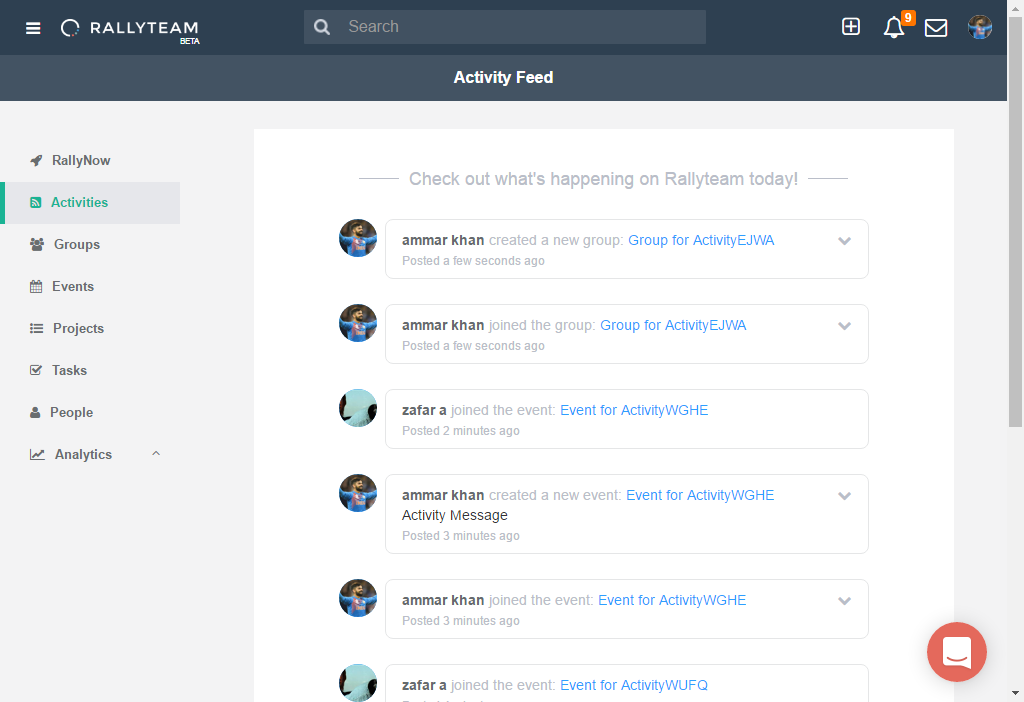 RALLYTEAM
BETA
Search
9
Activity Feed
RallyNow
Activities
Groups
Events
Projects
Tasks
People
Analytics
Check out what's happening on Rallyteam today!
ammar khan created a new group: Group for ActivityEJWA
Posted a few seconds ago
ammar khan joined the group: Group for ActivityEJWA
Posted a few seconds ago
zafar a joined the event: Event for ActivityWGHE
Posted 2 minutes ago
ammar khan created a new event: Event for ActivityWGHE
Activity Message
Posted 3 minutes ago
ammar khan joined the event: Event for ActivityWGHE
Posted 3 minutes ago
zafar a joined the event: Event for ActivityWUFQ